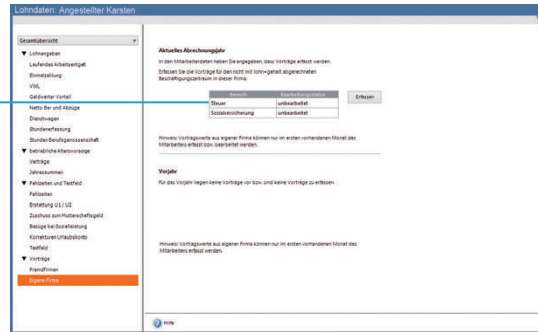 Lohndaten: Angestellter Karsten
Gesamtübersicht
Lohnangaben
Laufendes Arbeitsentgelt
Einmalzahlung
VWL
Geldwerter Vorteil
Netto Be- und Abzüge
Dienstwagen
Stundenerfassung
Stunden Berufsgenossenschaft
betriebliche Altersvorsorge
Verträge
Jahressummen
Fehlzeiten und Testfeld
Fehlzeiten
Erstattung U1 / U2
Zuschuss zum Mutterschaftsgeld
Bezüge bei Sozialleistung
Korrekturen Urlaubskonto
Textfeld
Vorträge
Fremdfirmen
Eigene Firma
Aktuelles Abrechnungsjahr
In den Mitarbeiterdaten haben Sie angegeben, dass Vorträge erfasst werden.
Erfassen Sie die Vorträge für den nicht mit lohn+gehalt abgerechneten
Beschäftigungszeitraum in dieser Firma.
Bereich Bearbeitungsstatus
Steuer unbearbeitet
Sozialversicherung unbearbeitet
Erfassen
Hinweis: Vortragswerte aus eigener Firma können nur im ersten vorhandenen Monat des
Mitarbeiters erfasst bzw. bearbeitet werden.
Vorjahr
Für das Vorjahr liegen keine Vorträge vor bzw. sind keine Vorträge zu erfassen.
Hinweis: Vortragswerte aus eigener Firma können nur im ersten vorhandenen Monat des
Mitarbeiters erfasst werden.
Hilfe